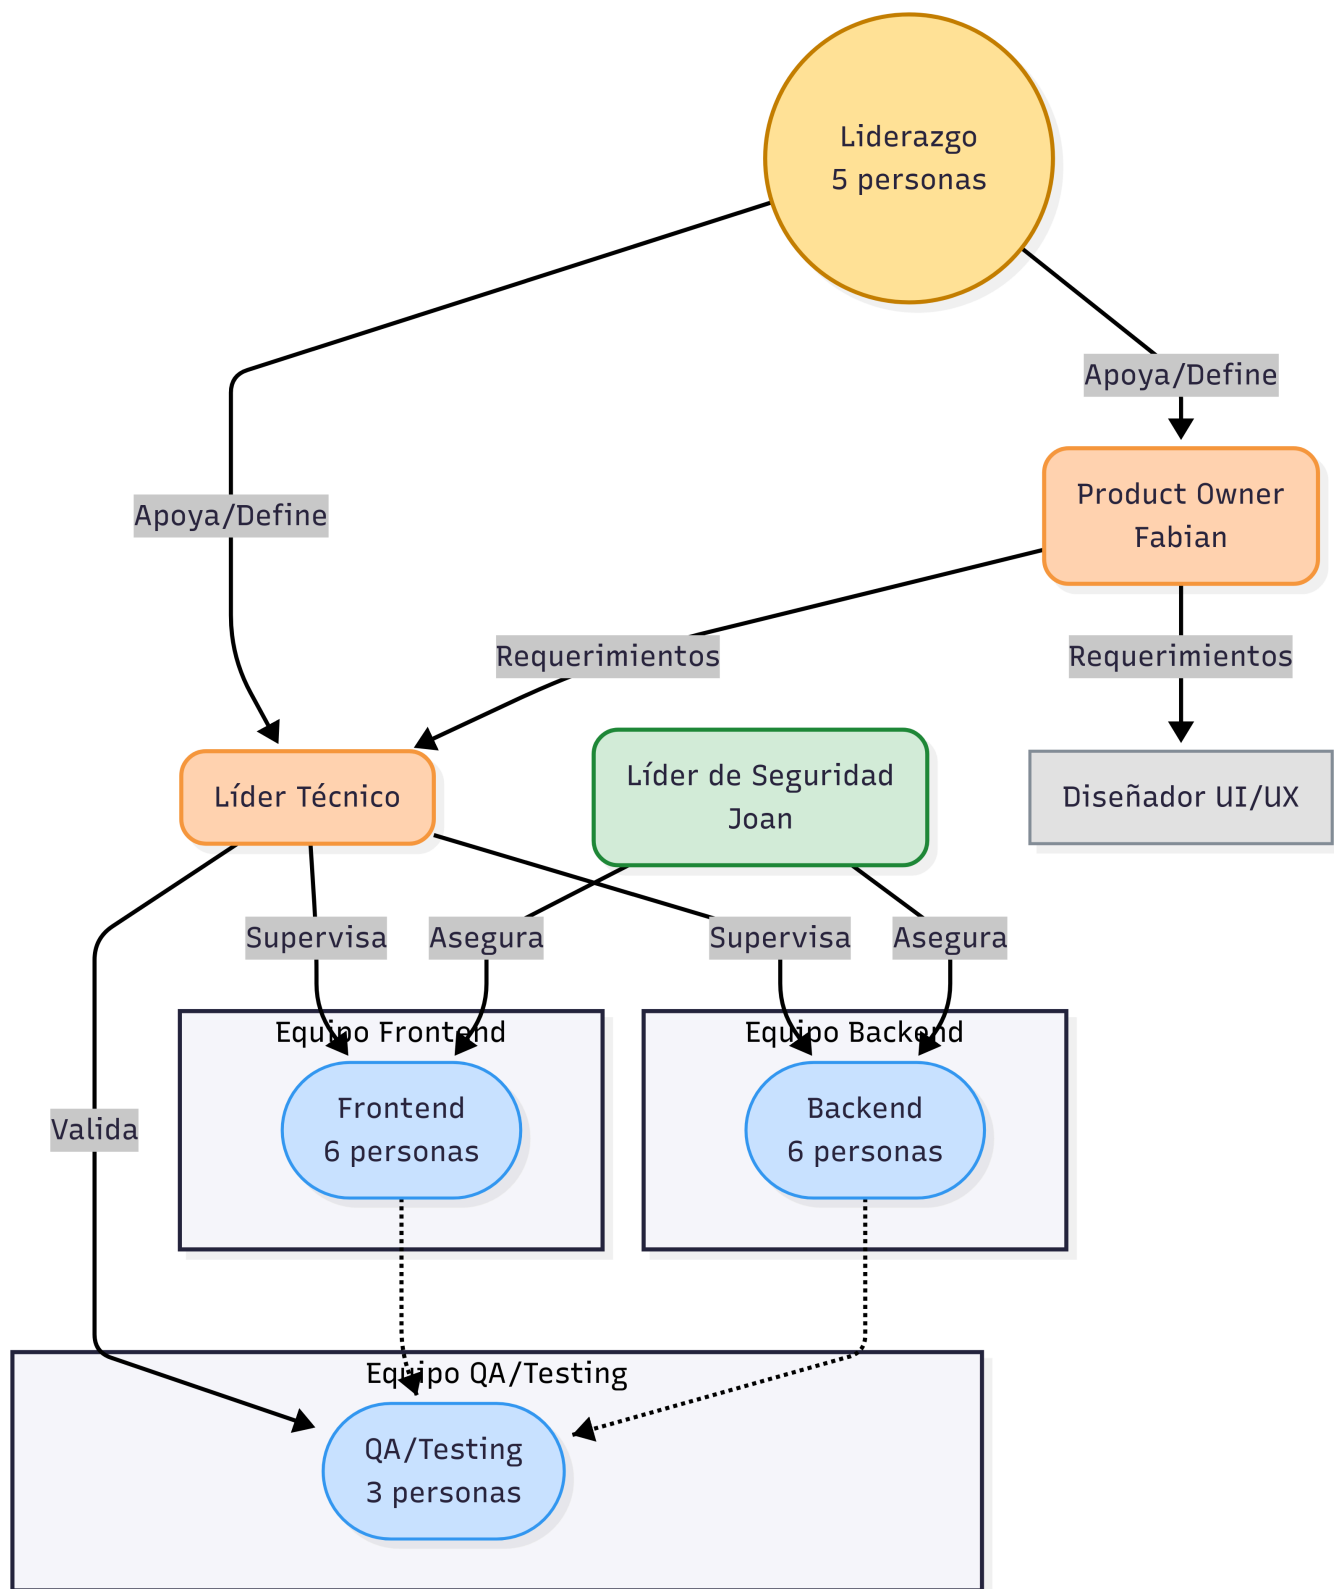 Liderazgo
5 personas
Apoya/Define
Product Owner
Fabian
Apoya/Define
Requerimientos
Requerimientos
Líder Técnico
Líder de Seguridad
Joan
Diseñador UI/UX
Supervisa
Asegura
Supervisa
Asegura
Equipo Frontend
Equipo Backend
Frontend
6 personas
Backend
6 personas
Valida
Equipo QA/Testing
QA/Testing
3 personas